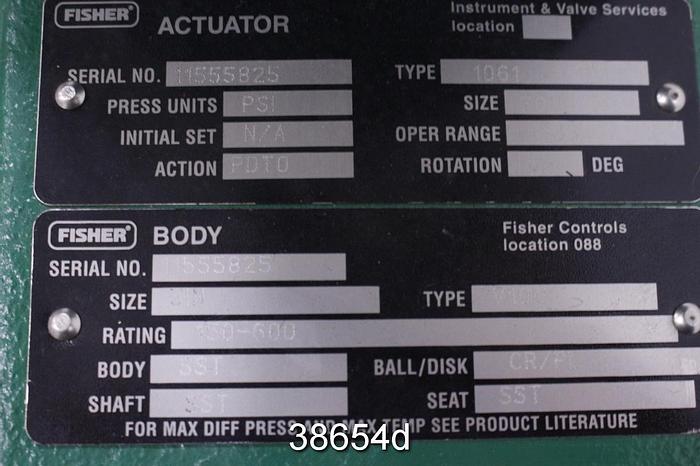 FISHER ACTUATOR
Instrument & Valve Services
location
SERIAL NO. 11555825 TYPE 1061
PRESS UNITS PSI SIZE
INITIAL SET N/A OPER RANGE
ACTION PDTO ROTATION DEG
FISHER BODY
Fisher Controls
location 088
SERIAL NO. 11555825
SIZE TYPE
RATING 150-600
BODY SST BALL/DISK
SHAFT SST SEAT SST
FOR MAX DIFF PRESS AND MAX TEMP SEE PRODUCT LITERATURE
38654d